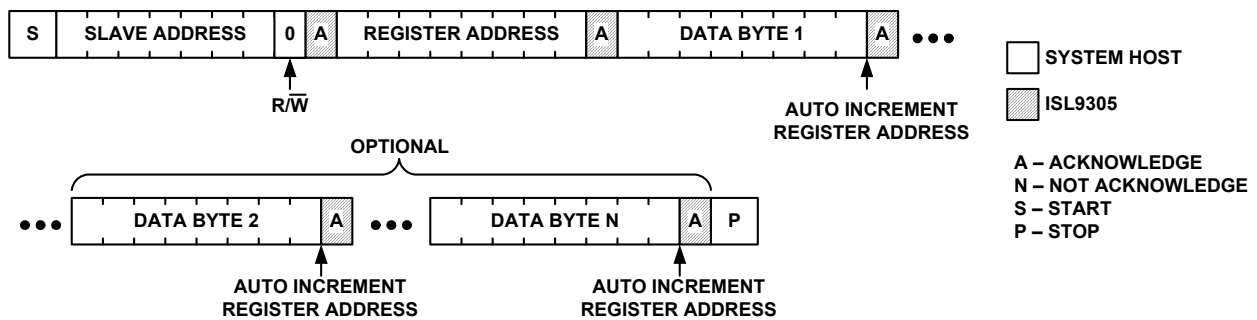 S SLAVE ADDRESS 0 A REGISTER ADDRESS A DATA BYTE 1 A
R/W̅
AUTO INCREMENT
REGISTER ADDRESS
SYSTEM HOST
ISL9305
A – ACKNOWLEDGE
N – NOT ACKNOWLEDGE
S – START
P – STOP
OPTIONAL
DATA BYTE 2 A DATA BYTE N A P
AUTO INCREMENT
REGISTER ADDRESS
AUTO INCREMENT
REGISTER ADDRESS